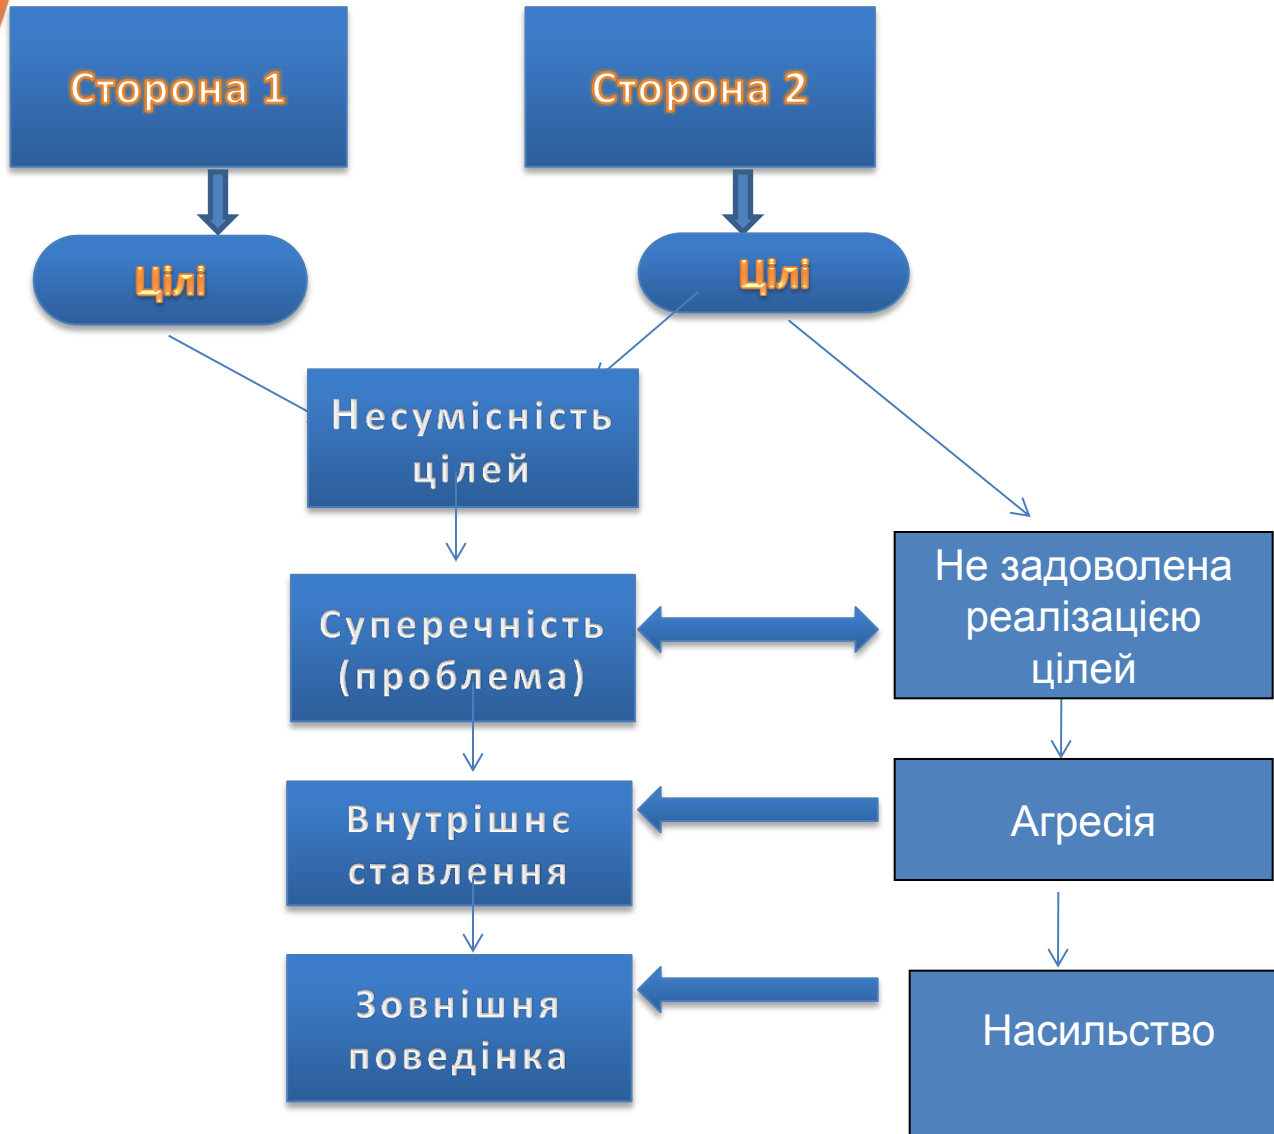 Сторона 1
Сторона 2
Цілі
Цілі
Несумісність
цілей
Не задоволена
реалізацією
цілей
Суперечність
(проблема)
Внутрішнє
ставлення
Агресія
Зовнішня
поведінка
Насильство